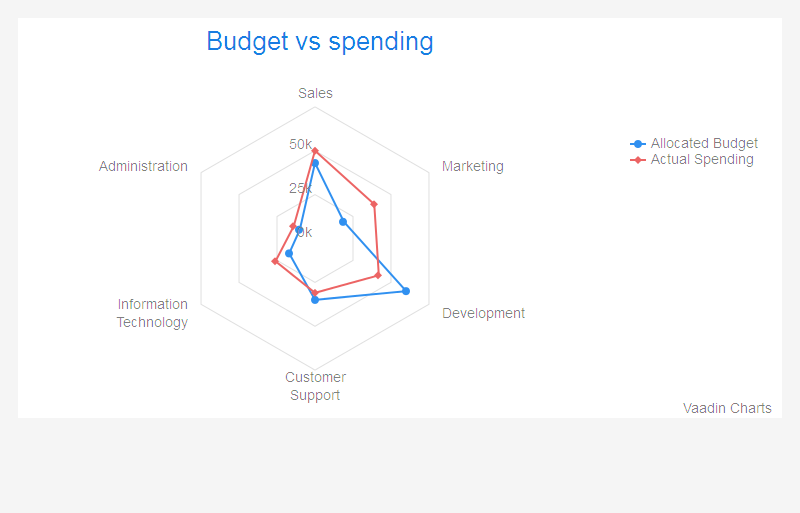 Budget vs spending
Sales
50k
25k
0k
Administration
Marketing
Information
Technology
Development
Customer
Support
Allocated Budget
Actual Spending
Vaadin Charts